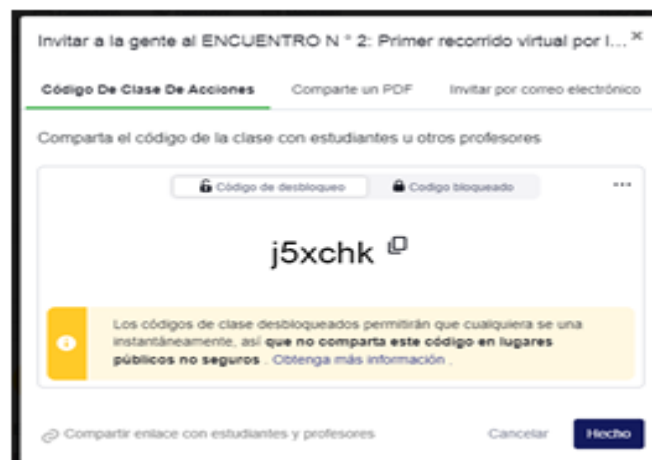 Invitar a la gente al ENCUENTRO N ° 2: Primer recorrido virtual por l...
Código De Clase De Acciones Comparte un PDF Invitar por correo electrónico
Comparta el código de la clase con estudiantes u otros profesores
Código de desbloqueo Codigo bloqueado
j5xchk
Los códigos de clase desbloqueados permitirán que cualquiera se una
instantáneamente, así que no comparta este código en lugares
públicos no seguros . Obtenga más información .
Compartir enlace con estudiantes y profesores Cancelar Hecho